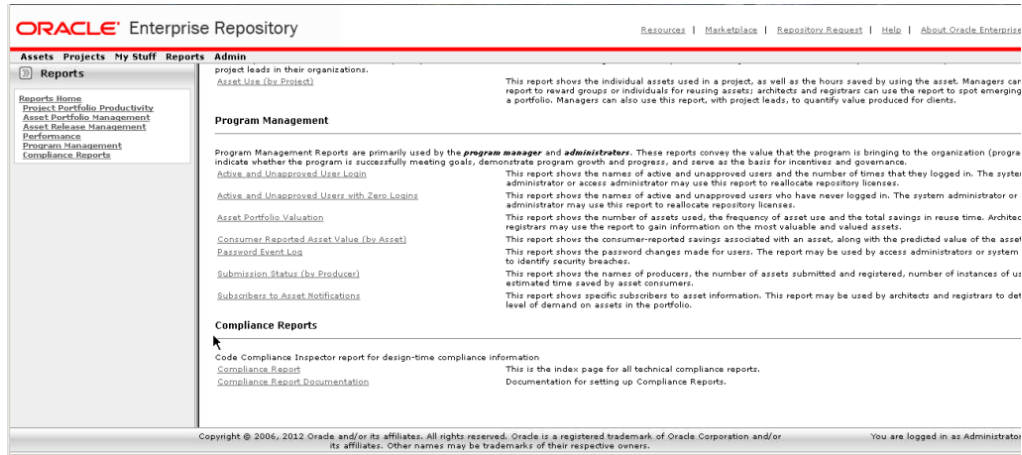 ORACLE Enterprise Repository
Resources | Marketplace | Repository Request | Help | About Oracle Enterprise
Assets Projects My Stuff Reports Admin
Reports
Reports Home
Project Portfolio Productivity
Asset Portfolio Management
Asset Release Management
Performance
Program Management
Compliance Reports
project leads in their organizations.
Asset Use (by Project)
This report shows the individual assets used in a project, as well as the hours saved by using the asset. Managers can
report to reward groups or individuals for reusing assets; architects and registrars can use the report to spot emerging
a portfolio. Managers can also use this report, with project leads, to quantify value produced for clients.
Program Management
Program Management Reports are primarily used by the program manager and administrators. These reports convey the value that the program is bringing to the organization (progra
indicate whether the program is successfully meeting goals, demonstrate program growth and progress, and serve as the basis for incentives and governance.
Active and Unapproved User Login
This report shows the names of active and unapproved users and the number of times that they logged in. The system
administrator or access administrator may use this report to reallocate repository licenses.
Active and Unapproved Users with Zero Logins
This report shows the names of active and unapproved users who have never logged in. The system administrator or
administrator may use this report to reallocate repository licenses.
Asset Portfolio Valuation
This report shows the number of assets used, the frequency of asset use and the total savings in reuse time. Architec
registrars may use the report to gain information on the most valuable and valued assets.
Consumer Reported Asset Value (by Asset)
This report shows the consumer-reported savings associated with an asset, along with the predicted value of the asset
Password Event Log
This report shows the password changes made for users. The report may be used by access administrators or system
to identify security breaches.
Submission Status (by Producer)
This report shows the names of producers, the number of assets submitted and registered, number of instances of us
estimated time saved by asset consumers.
Subscribers to Asset Notifications
This report shows specific subscribers to asset information. This report may be used by architects and registrars to det
level of demand on assets in the portfolio.
Compliance Reports
Code Compliance Inspector report for design-time compliance information
Compliance Report
This is the index page for all technical compliance reports.
Compliance Report Documentation
Documentation for setting up Compliance Reports.
Copyright © 2006, 2012 Oracle and/or its affiliates. All rights reserved. Oracle is a registered trademark of Oracle Corporation and/or
its affiliates. Other names may be trademarks of their respective owners.
You are logged in as Administrator